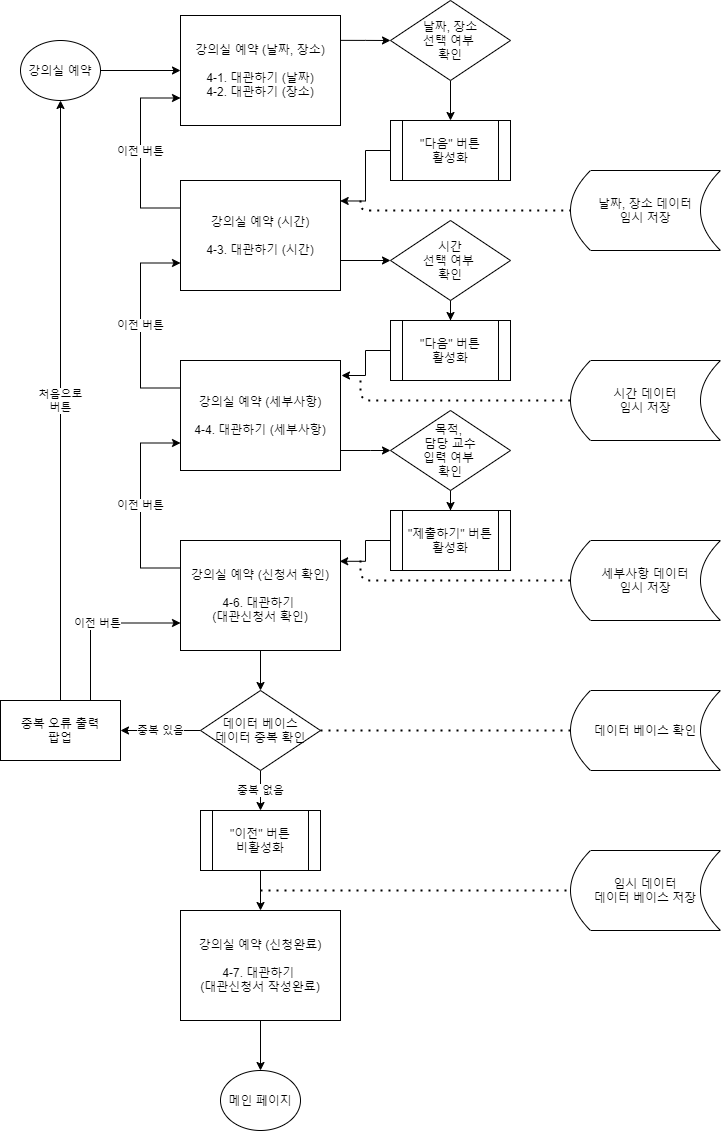 강의실 예약
강의실 예약 (날짜, 장소)
4-1. 대관하기 (날짜)
4-2. 대관하기 (장소)
날짜, 장소
선택 여부
확인
이전 버튼
"다음" 버튼
활성화
날짜, 장소 데이터
임시 저장
강의실 예약 (시간)
4-3. 대관하기 (시간)
시간
선택 여부
확인
이전 버튼
"다음" 버튼
활성화
시간 데이터
임시 저장
처음으로
버튼
강의실 예약 (세부사항)
4-4. 대관하기 (세부사항)
목적,
담당 교수
입력 여부
확인
이전 버튼
"제출하기" 버튼
활성화
세부사항 데이터
임시 저장
강의실 예약 (신청서 확인)
4-6. 대관하기
(대관신청서 확인)
이전 버튼
중복 오류 출력
팝업
중복 있음
데이터 베이스
데이터 중복 확인
데이터 베이스 확인
중복 없음
"이전" 버튼
비활성화
임시 데이터
데이터 베이스 저장
강의실 예약 (신청완료)
4-7. 대관하기
(대관신청서 작성완료)
메인 페이지